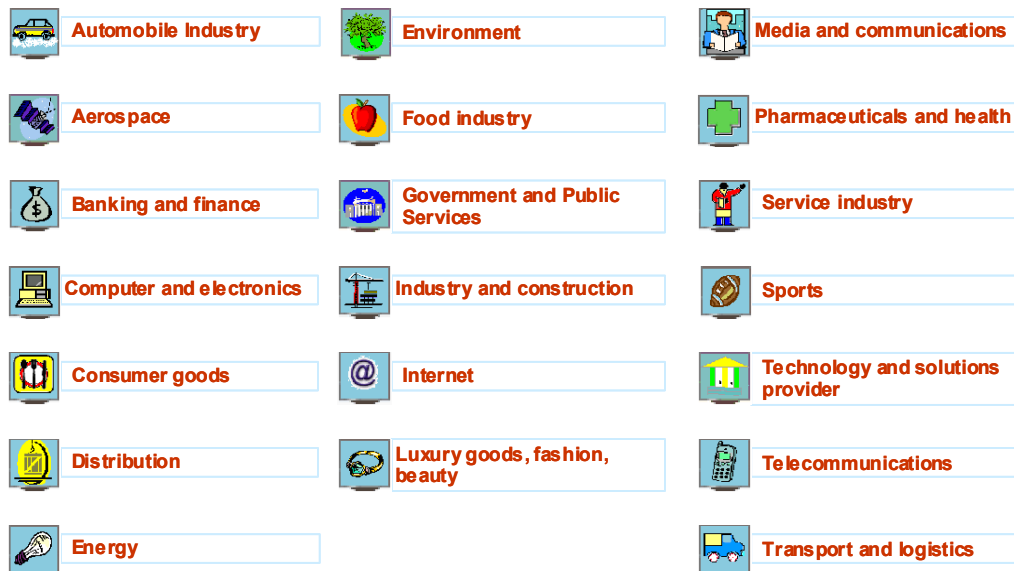 Automobile Industry
Aerospace
Banking and finance
$
Computer and electronics
Consumer goods
Distribution
Energy
Environment
Food industry
Government and Public
Services
Industry and construction
@
Internet
Luxury goods, fashion,
beauty
Media and communications
Pharmaceuticals and health
Service industry
Sports
Technology and solutions
provider
Telecommunications
Transport and logistics